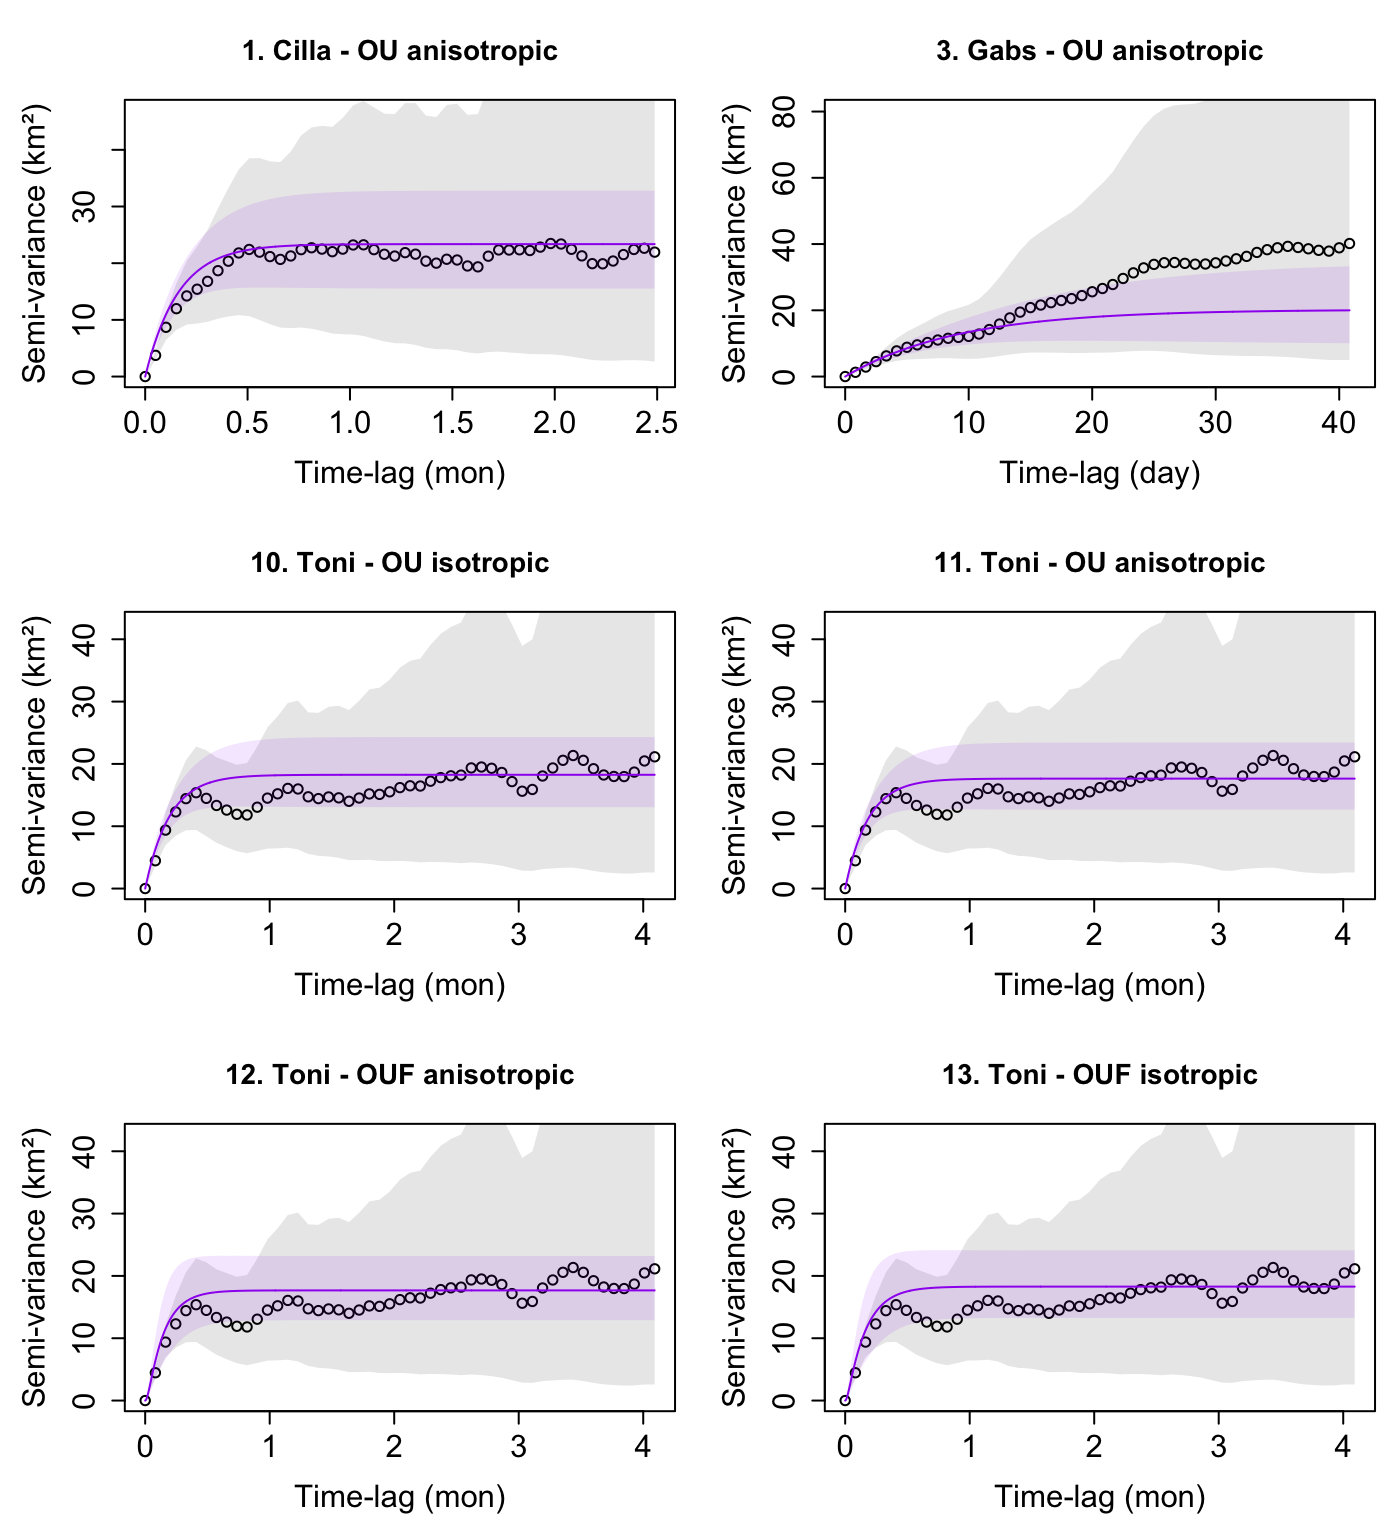 1. Cilla - OU anisotropic
Semi-variance (km²)
0 10 30
0.0 0.5 1.0 1.5 2.0 2.5
Time-lag (mon)
3. Gabs - OU anisotropic
Semi-variance (km²)
0 20 40 60 80
0 10 20 30 40
Time-lag (day)
10. Toni - OU isotropic
Semi-variance (km²)
0 10 20 30 40
0 1 2 3 4
Time-lag (mon)
11. Toni - OU anisotropic
Semi-variance (km²)
0 10 20 30 40
0 1 2 3 4
Time-lag (mon)
12. Toni - OUF anisotropic
Semi-variance (km²)
0 10 20 30 40
0 1 2 3 4
Time-lag (mon)
13. Toni - OUF isotropic
Semi-variance (km²)
0 10 20 30 40
0 1 2 3 4
Time-lag (mon)